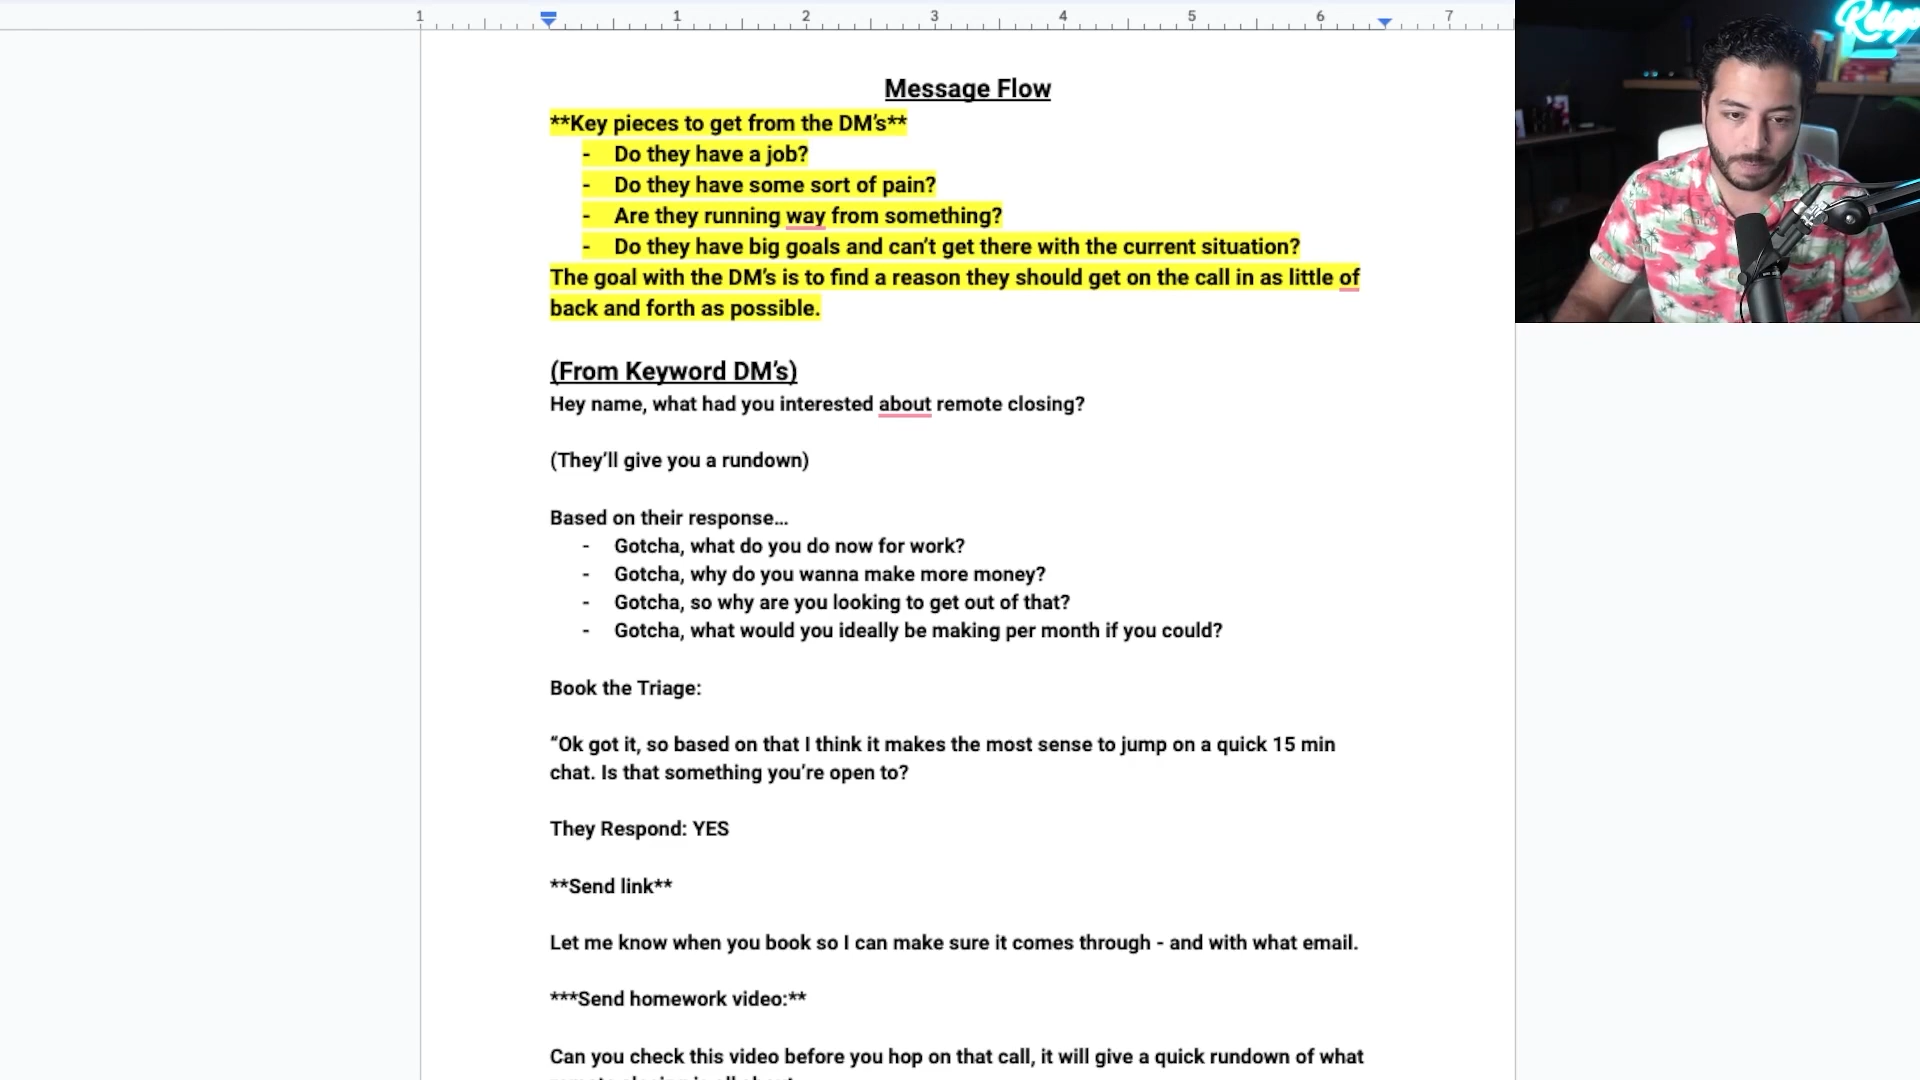 1 1 2 3 4 5 6 7
Message Flow
**Key pieces to get from the DM’s**
- Do they have a job?
- Do they have some sort of pain?
- Are they running way from something?
- Do they have big goals and can’t get there with the current situation?
The goal with the DM’s is to find a reason they should get on the call in as little of
back and forth as possible.
(From Keyword DM’s)
Hey name, what had you interested about remote closing?
(They’ll give you a rundown)
Based on their response…
- Gotcha, what do you do now for work?
- Gotcha, why do you wanna make more money?
- Gotcha, so why are you looking to get out of that?
- Gotcha, what would you ideally be making per month if you could?
Book the Triage:
“Ok got it, so based on that I think it makes the most sense to jump on a quick 15 min
chat. Is that something you’re open to?
They Respond: YES
**Send link**
Let me know when you book so I can make sure it comes through - and with what email.
***Send homework video:**
Can you check this video before you hop on that call, it will give a quick rundown of what